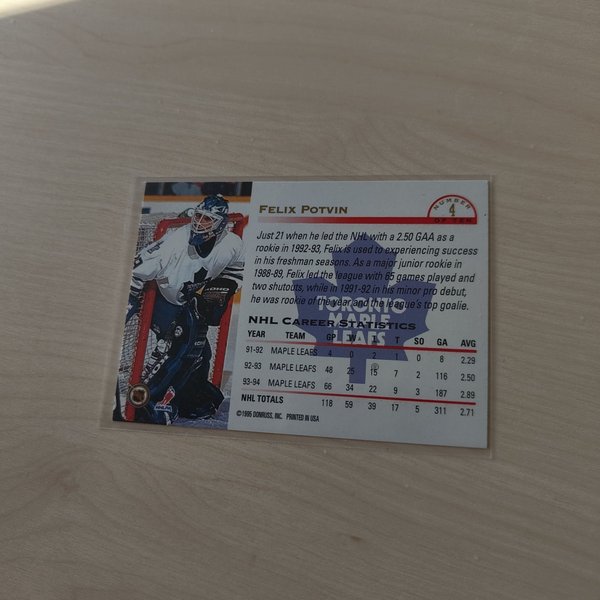 FELIX POTVIN
NUMBER
4
OF TEN
Just 21 when he led the NHL with a 2.50 GAA as a
rookie in 1992-93, Felix is used to experiencing success
in his freshman seasons. As a major junior rookie in
1988-89, Felix led the league with 65 games played and
two shutouts, while in 1991-92 in his minor pro debut,
he was rookie of the year and the league's top goalie.
TORONTO
MAPLE
LEAFS
NHL CAREER STATISTICS
YEAR TEAM GP W L T SO GA AVG
91-92 MAPLE LEAFS 4 0 2 1 0 8 2.29
92-93 MAPLE LEAFS 48 25 15 7 2 116 2.50
93-94 MAPLE LEAFS 66 34 22 9 3 187 2.89
NHL TOTALS 118 59 39 17 5 311 2.71
©1995 DONRUSS, INC. PRINTED IN USA
NHLPA